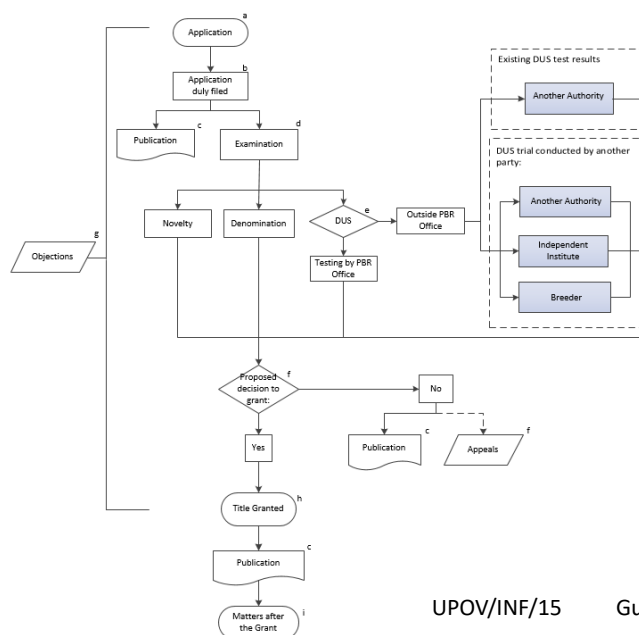 a
Application
b
Application
duly filed
c
Publication
d
Examination
Novelty
Denomination
e
DUS
Outside PBR
Office
Testing by PBR
Office
Existing DUS test results
Another Authority
DUS trial conducted by another
party:
Another Authority
Independent
Institute
Breeder
g
Objections
f
Proposed
decision to
grant:
No
c
Publication
f
Appeals
Yes
h
Title Granted
c
Publication
i
Matters after
the Grant
UPOV/INF/15 Gu